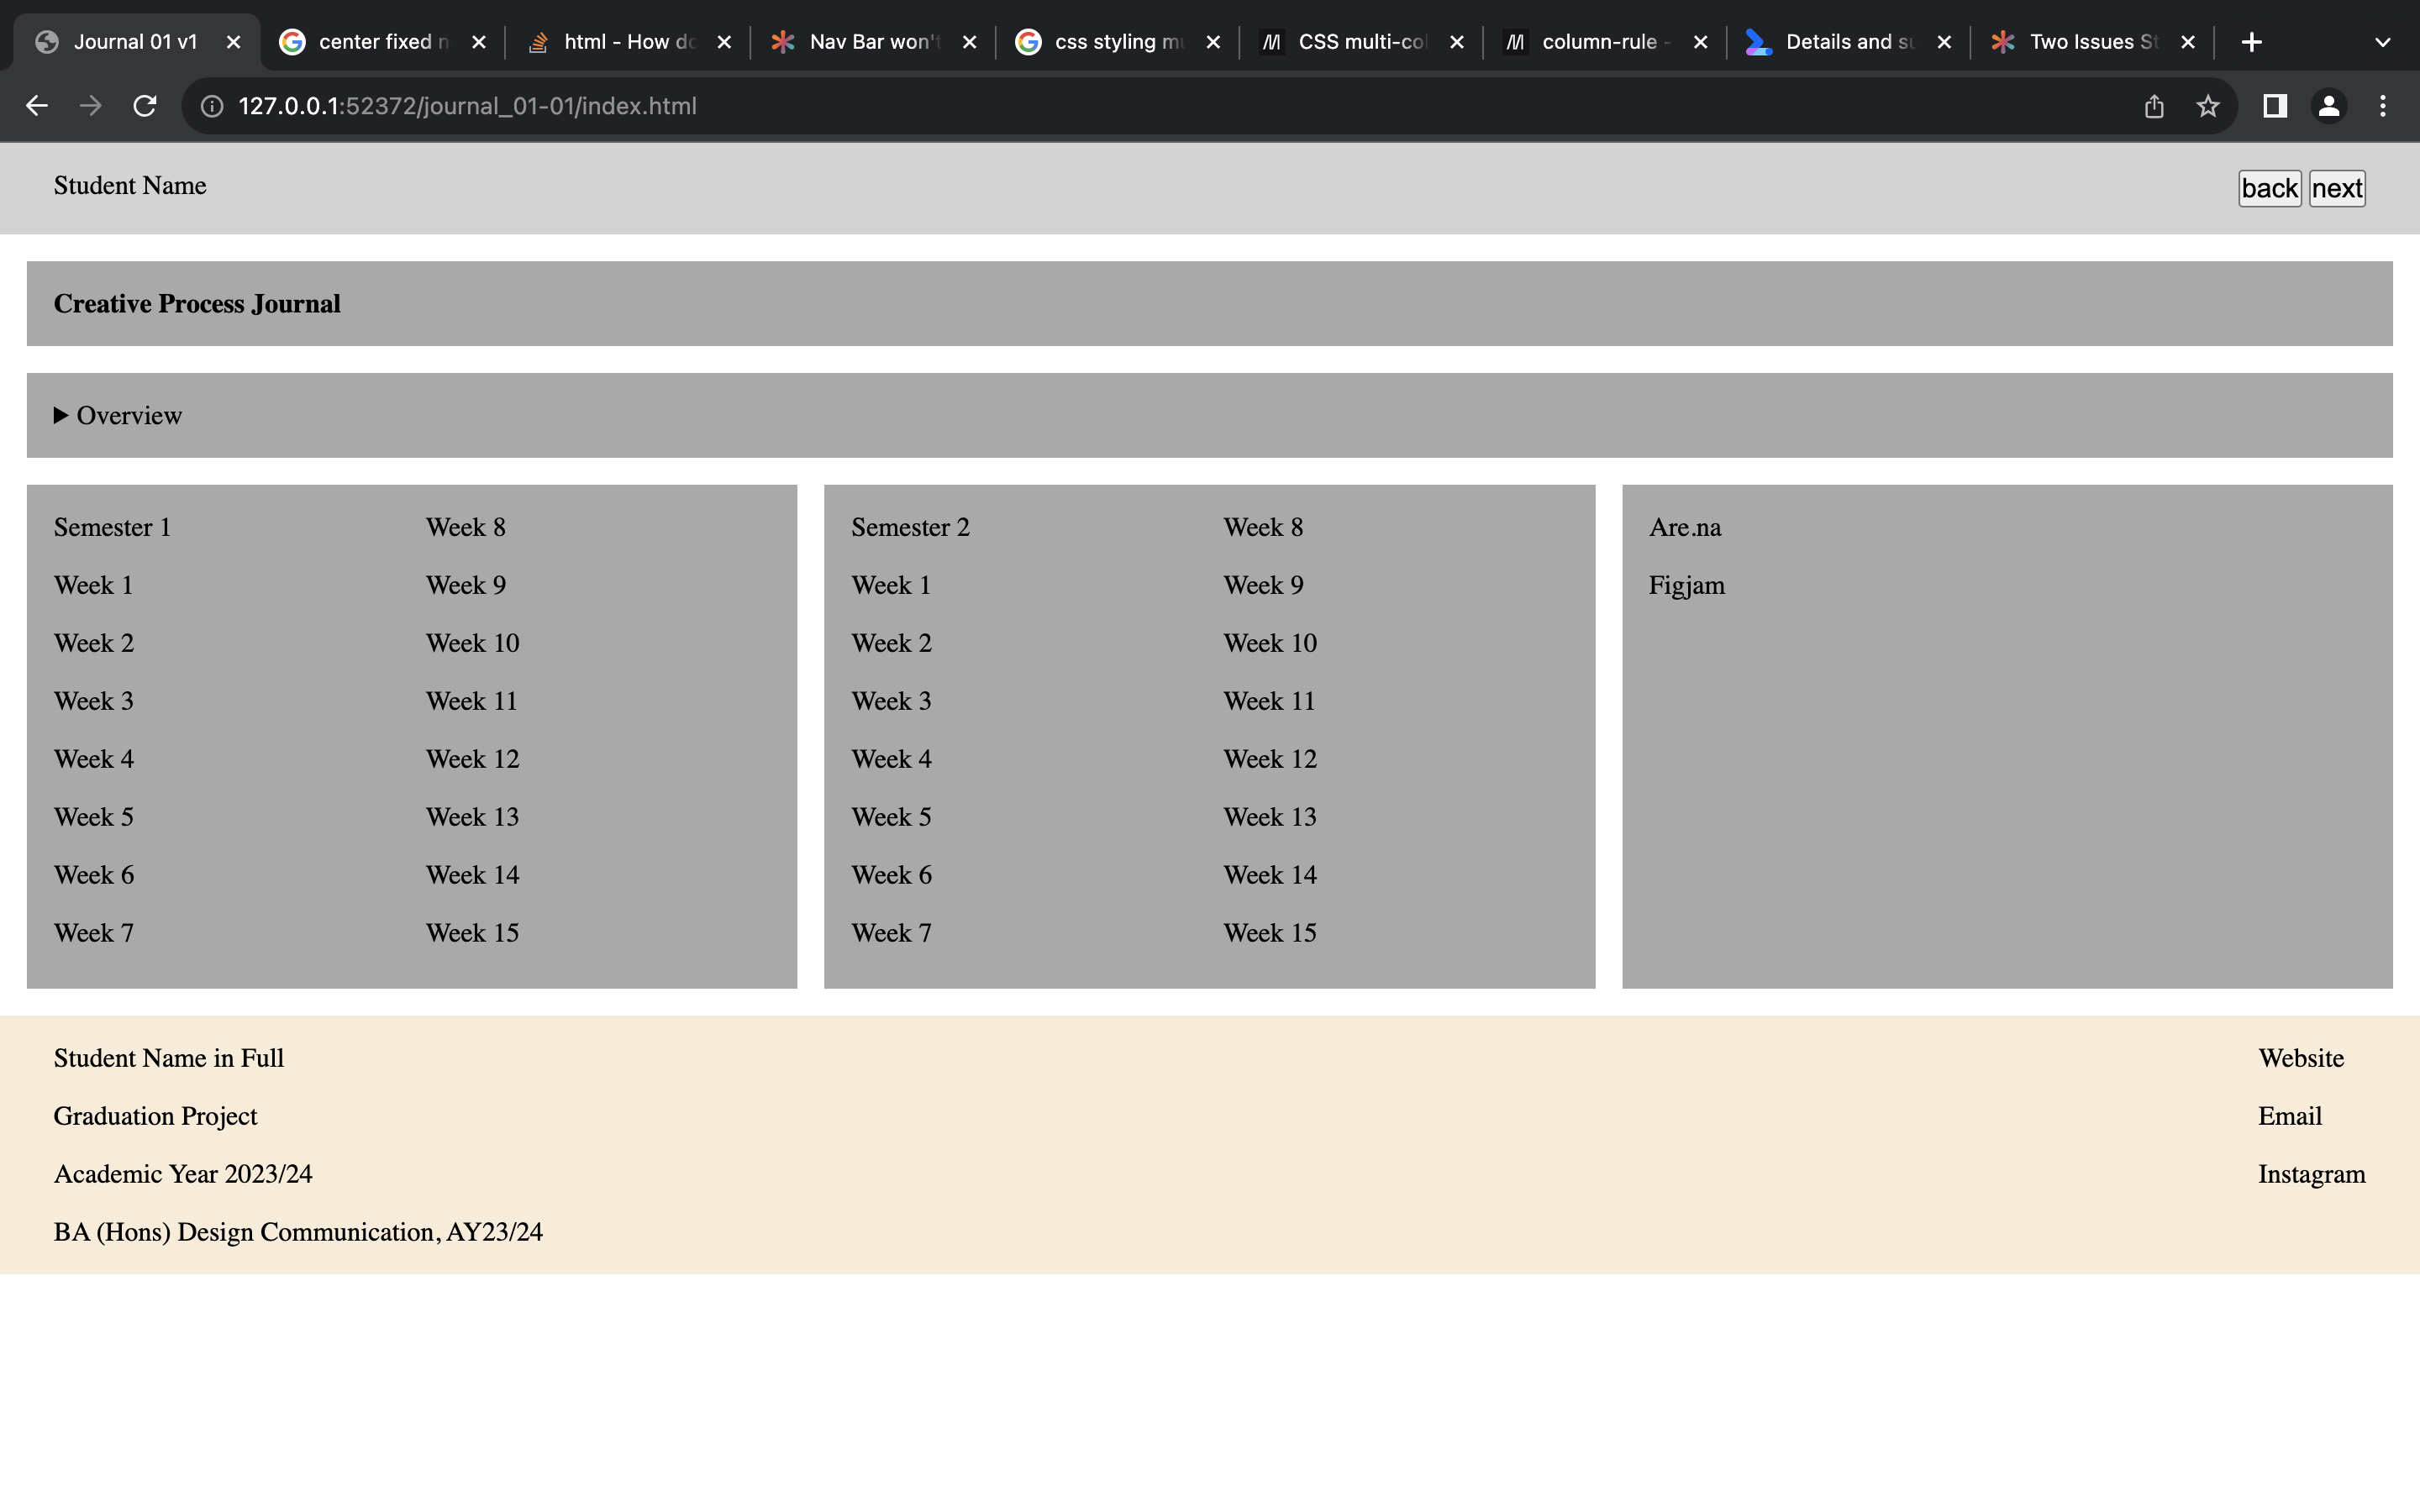 Journal 01 v1
center fixed n
html - How do
Nav Bar won't
css styling mu
CSS multi-col
column-rule -
Details and su
Two Issues St
127.0.0.1:52372/journal_01-01/index.html
Student Name
back next
Creative Process Journal
Overview
Semester 1
Week 1
Week 2
Week 3
Week 4
Week 5
Week 6
Week 7
Week 8
Week 9
Week 10
Week 11
Week 12
Week 13
Week 14
Week 15
Semester 2
Week 1
Week 2
Week 3
Week 4
Week 5
Week 6
Week 7
Week 8
Week 9
Week 10
Week 11
Week 12
Week 13
Week 14
Week 15
Are.na
Figjam
Student Name in Full
Graduation Project
Academic Year 2023/24
BA (Hons) Design Communication, AY23/24
Website
Email
Instagram